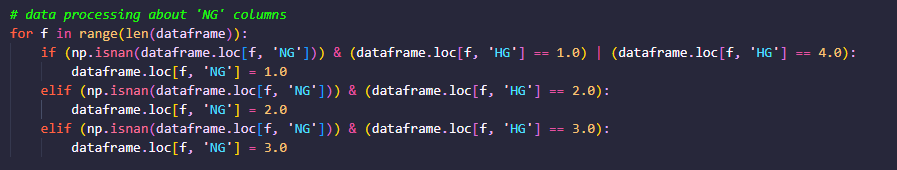 # data processing about 'NG' columns
for f in range(len(dataframe)):
    if (np.isnan(dataframe.loc[f, 'NG'])) & (dataframe.loc[f, 'HG'] == 1.0) | (dataframe.loc[f, 'HG'] == 4.0):
        dataframe.loc[f, 'NG'] = 1.0
    elif (np.isnan(dataframe.loc[f, 'NG'])) & (dataframe.loc[f, 'HG'] == 2.0):
        dataframe.loc[f, 'NG'] = 2.0
    elif (np.isnan(dataframe.loc[f, 'NG'])) & (dataframe.loc[f, 'HG'] == 3.0):
        dataframe.loc[f, 'NG'] = 3.0